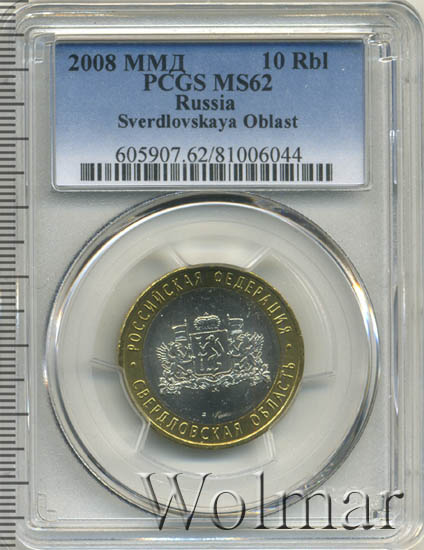 2008 ММД 10 Rbl
PCGS MS62
Russia
Sverdlovskaya Oblast
605907.62/81006044
• РОССИЙСКАЯ ФЕДЕРАЦИЯ •
СВЕРДЛОВСКАЯ ОБЛАСТЬ
Wolmar